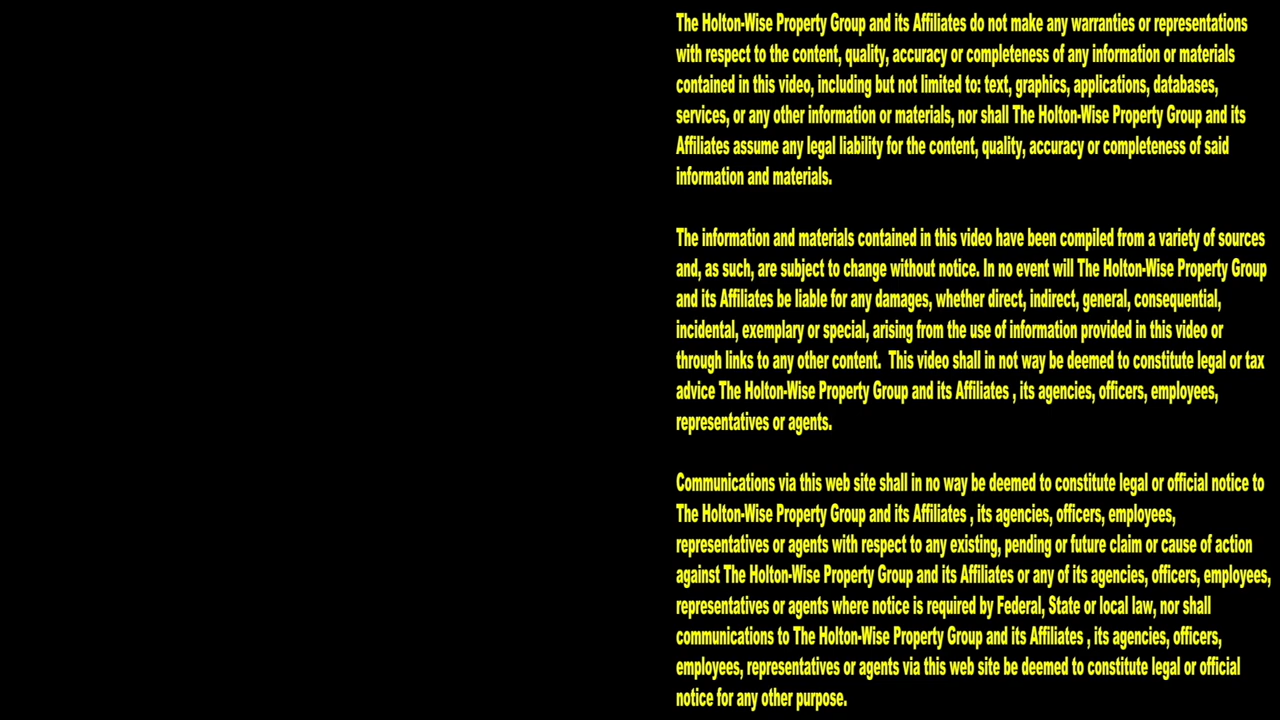 The Holton-Wise Property Group and its Affiliates do not make any warranties or representations
with respect to the content, quality, accuracy or completeness of any information or materials
contained in this video, including but not limited to: text, graphics, applications, databases,
services, or any other information or materials, nor shall The Holton-Wise Property Group and its
Affiliates assume any legal liability for the content, quality, accuracy or completeness of said
information and materials.
The information and materials contained in this video have been compiled from a variety of sources
and, as such, are subject to change without notice. In no event will The Holton-Wise Property Group
and its Affiliates be liable for any damages, whether direct, indirect, general, consequential,
incidental, exemplary or special, arising from the use of information provided in this video or
through links to any other content.  This video shall in not way be deemed to constitute legal or tax
advice The Holton-Wise Property Group and its Affiliates , its agencies, officers, employees,
representatives or agents.
Communications via this web site shall in no way be deemed to constitute legal or official notice to
The Holton-Wise Property Group and its Affiliates , its agencies, officers, employees,
representatives or agents with respect to any existing, pending or future claim or cause of action
against The Holton-Wise Property Group and its Affiliates or any of its agencies, officers, employees,
representatives or agents where notice is required by Federal, State or local law, nor shall
communications to The Holton-Wise Property Group and its Affiliates , its agencies, officers,
employees, representatives or agents via this web site be deemed to constitute legal or official
notice for any other purpose.